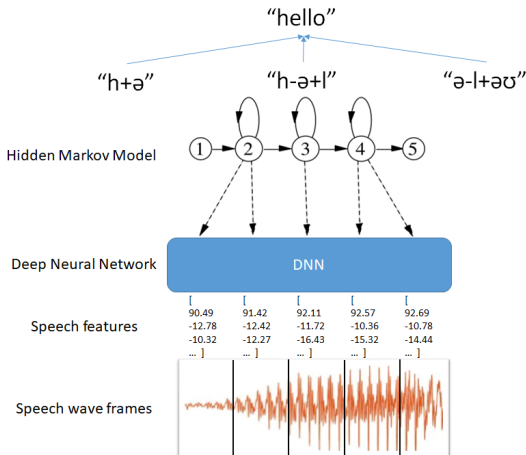 “hello”
“h+ə” “h-ə+l” “ə-l+əʊ”
Hidden Markov Model 1 2 3 4 5
Deep Neural Network DNN
[ [ [ [ [
90.49 91.42 92.11 92.57 92.69
Speech features -12.78 -12.42 -11.72 -10.36 -10.78
-10.32 -12.27 -16.43 -15.32 -14.44
... ] ... ] ... ] ... ] ... ]
Speech wave frames